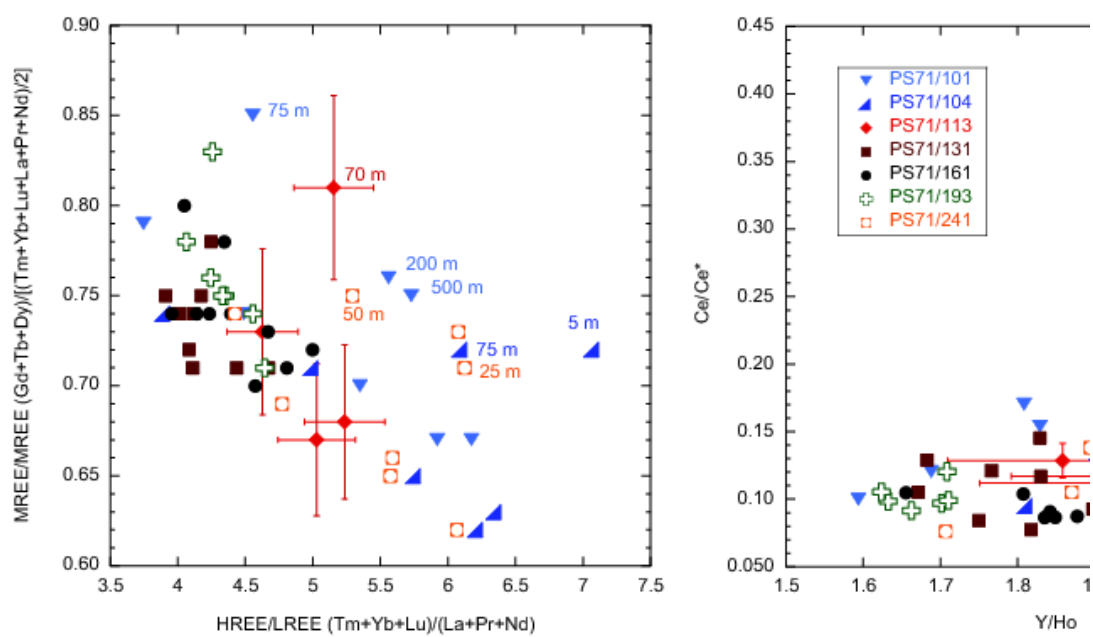 0.90
0.85
0.80
0.75
0.70
0.65
0.60
MREE/MREE (Gd+Tb+Dy)/[(Tm+Yb+Lu+La+Pr+Nd)/2]
75 m
70 m
200 m
500 m
50 m
5 m
75 m
25 m
3.5 4 4.5 5 5.5 6 6.5 7 7.5
HREE/LREE (Tm+Yb+Lu)/(La+Pr+Nd)
0.45
0.40
0.35
0.30
0.25
0.20
0.15
0.10
0.050
Ce/Ce*
PS71/101
PS71/104
PS71/113
PS71/131
PS71/161
PS71/193
PS71/241
1.5 1.6 1.7 1.8
Y/Ho